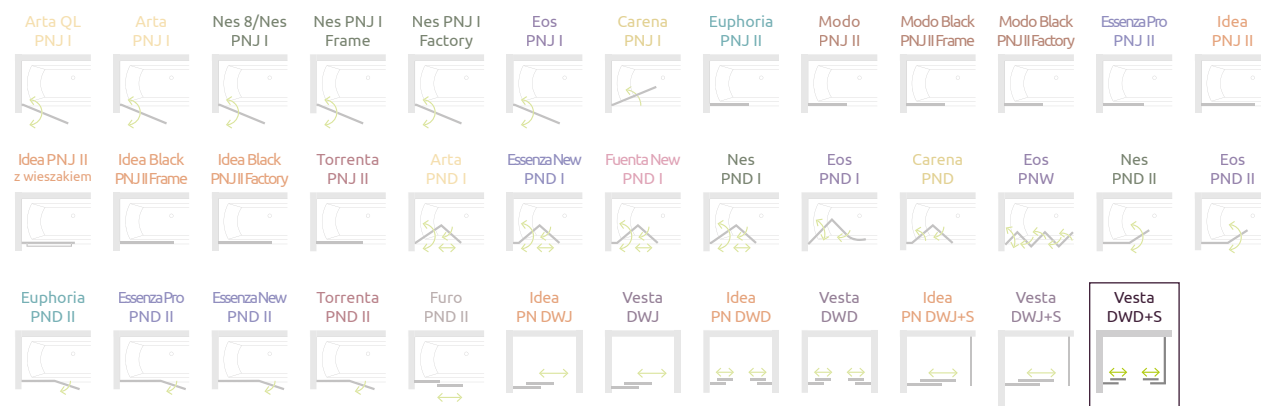 Arta QL
PNJ I
Arta
PNJ I
Nes 8/Nes
PNJ I
Nes PNJ I
Frame
Nes PNJ I
Factory
Eos
PNJ I
Carena
PNJ I
Euphoria
PNJ II
Modo
PNJ II
Modo Black
PNJ II Frame
Modo Black
PNJ II Factory
Essenza Pro
PNJ II
Idea
PNJ II
Idea PNJ II
z wieszakiem
Idea Black
PNJ II Frame
Idea Black
PNJ II Factory
Torrenta
PNJ II
Arta
PND I
Essenza New
PND I
Fuenta New
PND I
Nes
PND I
Eos
PND I
Carena
PND
Eos
PNW
Nes
PND II
Eos
PND II
Euphoria
PND II
Essenza Pro
PND II
Essenza New
PND II
Torrenta
PND II
Furo
PND II
Idea
PN DWJ
Vesta
DWJ
Idea
PN DWD
Vesta
DWD
Idea
PN DWJ+S
Vesta
DWJ+S
Vesta
DWD+S